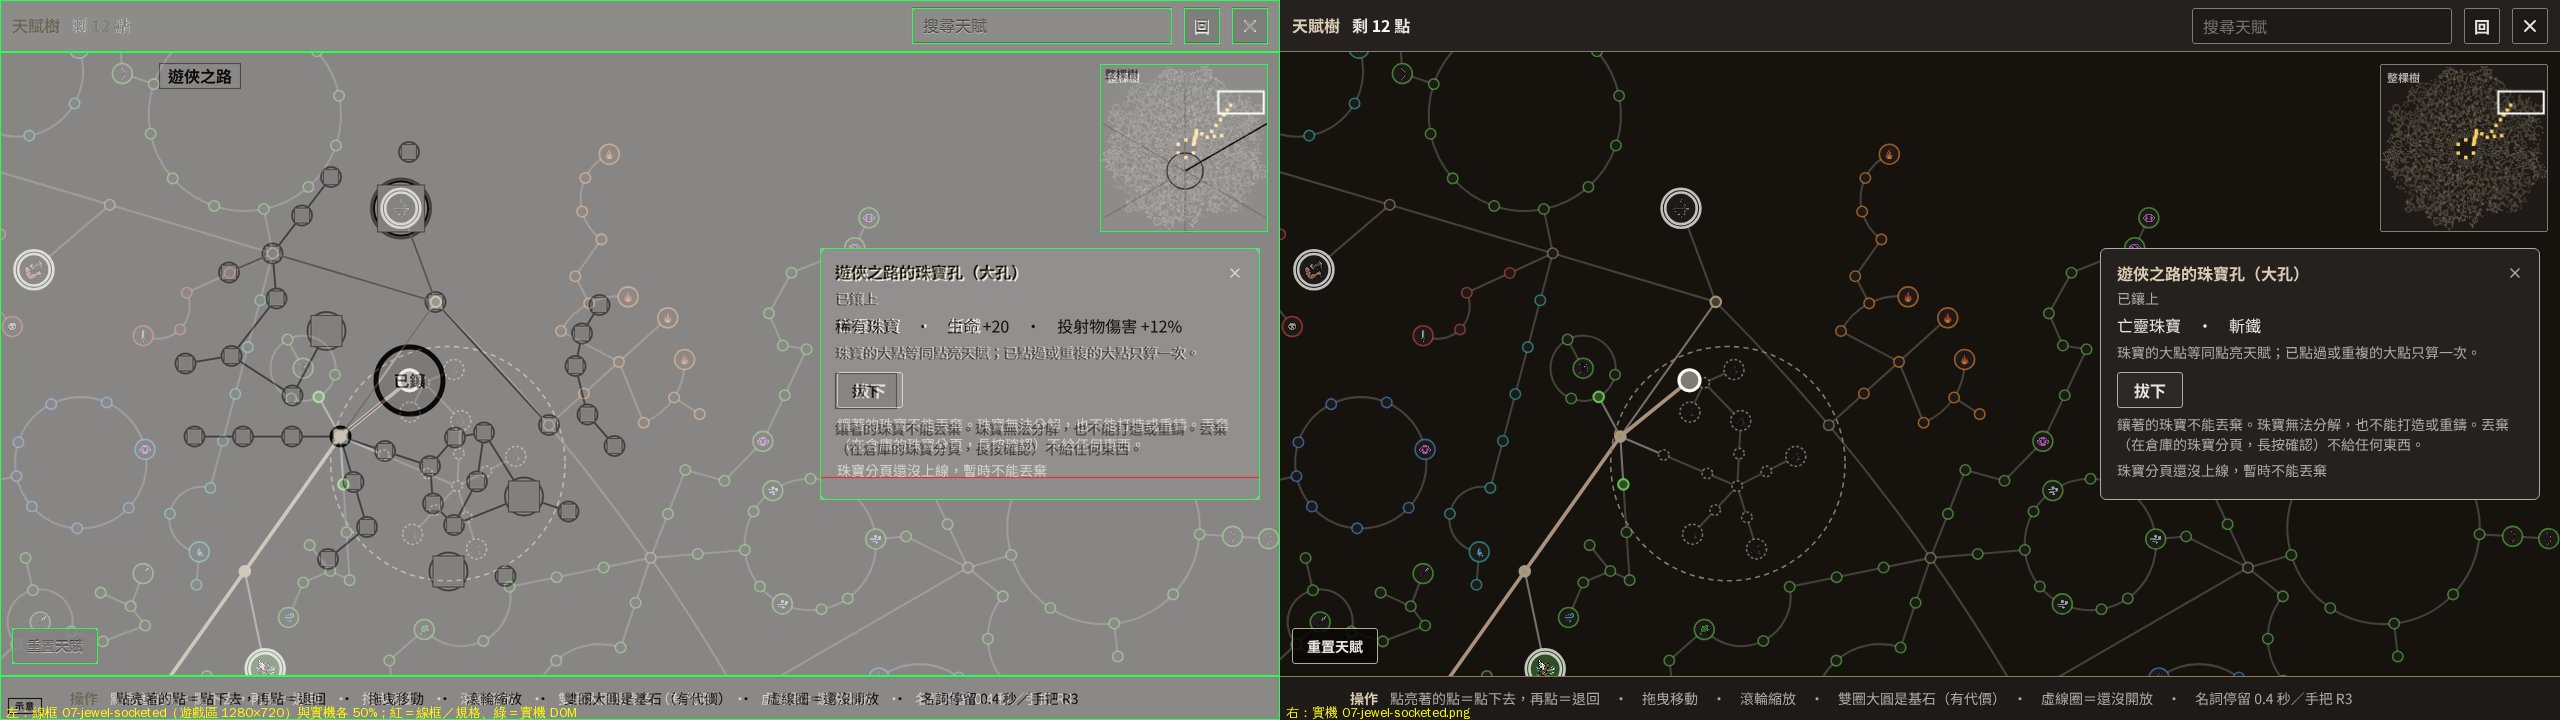 天賦樹 剩 12 點
搜尋天賦
回
遊俠之路
整棵樹
遊俠之路的珠寶孔（大孔）
已鑲上
稀有珠寶 ・ 生命 +20 ・ 投射物傷害 +12%
珠寶的大點等同點亮天賦；已點過或重複的大點只算一次。
拔下
鑲著的珠寶不能丟棄。珠寶無法分解，也不能打造或重鑄。丟棄
（在倉庫的珠寶分頁，長按確認）不給任何東西。
珠寶分頁還沒上線，暫時不能丟棄
已鑲
重置天賦
示意
操作 點亮著的點＝點下去，再點＝退回 ・ 拖曳移動 ・ 滾輪縮放 ・ 雙圈大圓是基石（有代價） ・ 虛線圈＝還沒開放 ・ 名詞停留 0.4 秒／手把 R3
左：線框 07-jewel-socketed（遊戲區 1280×720）與實機各 50%；紅＝線框／規格、綠＝實機 DOM
天賦樹 剩 12 點
搜尋天賦
回
整棵樹
遊俠之路的珠寶孔（大孔）
已鑲上
亡靈珠寶 ・ 斬鐵
珠寶的大點等同點亮天賦；已點過或重複的大點只算一次。
拔下
鑲著的珠寶不能丟棄。珠寶無法分解，也不能打造或重鑄。丟棄
（在倉庫的珠寶分頁，長按確認）不給任何東西。
珠寶分頁還沒上線，暫時不能丟棄
重置天賦
操作 點亮著的點＝點下去，再點＝退回 ・ 拖曳移動 ・ 滾輪縮放 ・ 雙圈大圓是基石（有代價） ・ 虛線圈＝還沒開放 ・ 名詞停留 0.4 秒／手把 R3
右：實機 07-jewel-socketed.png